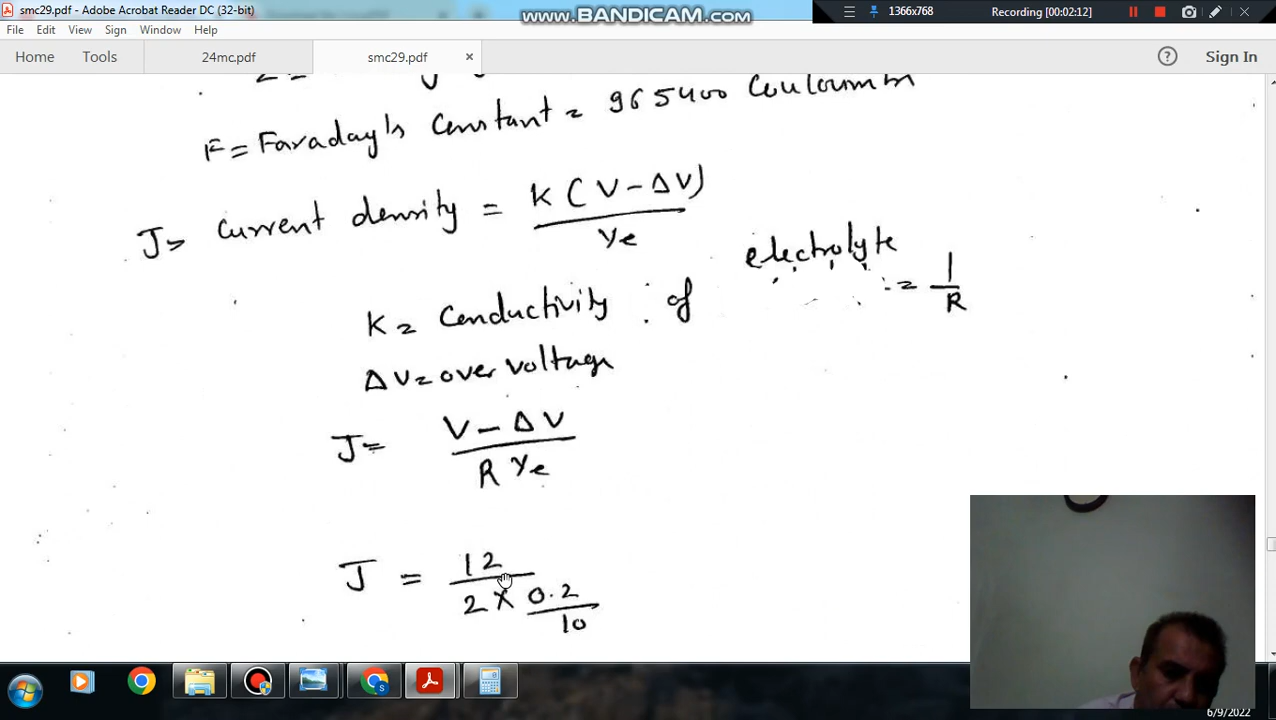 smc29.pdf - Adobe Acrobat Reader DC (32-bit)
www.BANDICAM.com
1366x768
Recording [00:02:12]
File Edit View Sign Window Help
Home Tools 24mc.pdf smc29.pdf × ? Sign In
F = Faraday's Constant = 965400
J = Current density = K (V - ΔV) / Ye
K = Conductivity of electrolyte = 1 / R
ΔV = over voltage
J = V - ΔV / R Ye
J = 12 / 2 × 0.2 / 10
6/9/2022